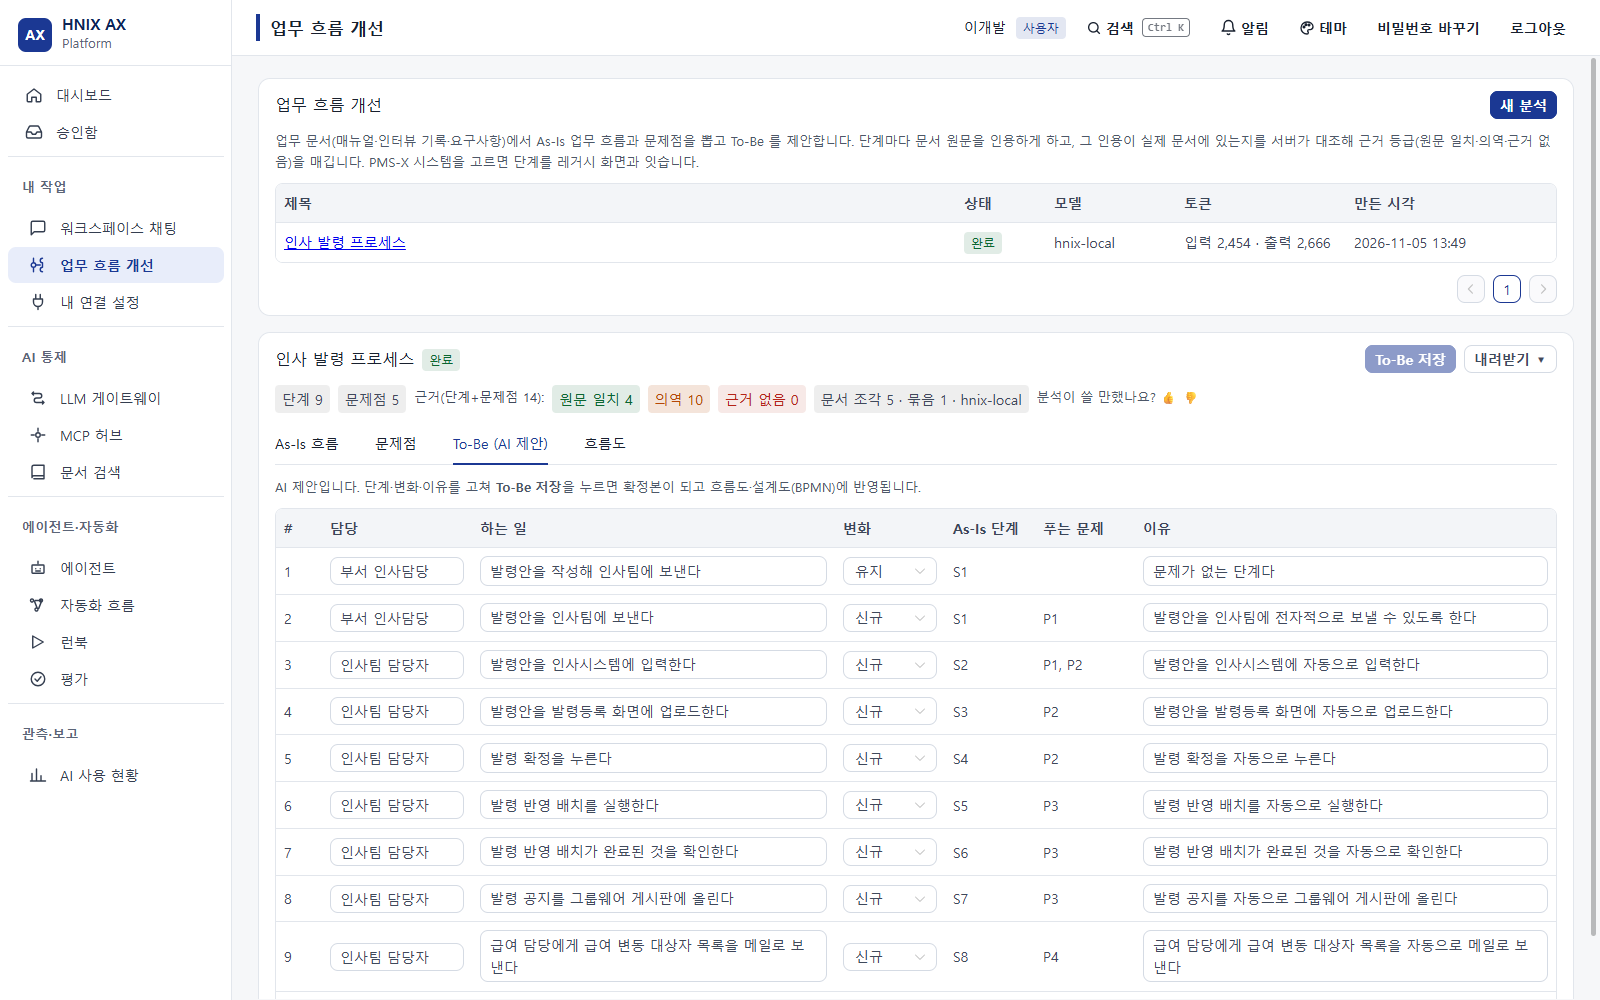 AX
HNIX AX
Platform
대시보드
승인함
내 작업
워크스페이스 채팅
업무 흐름 개선
내 연결 설정
AI 통제
LLM 게이트웨이
MCP 허브
문서 검색
에이전트·자동화
에이전트
자동화 흐름
런북
평가
관측·보고
AI 사용 현황
업무 흐름 개선
이개발 사용자 검색 Ctrl K 알림 테마 비밀번호 바꾸기 로그아웃
업무 흐름 개선
새 분석
업무 문서(매뉴얼·인터뷰 기록·요구사항)에서 As-Is 업무 흐름과 문제점을 뽑고 To-Be 를 제안합니다. 단계마다 문서 원문을 인용하게 하고, 그 인용이 실제 문서에 있는지를 서버가 대조해 근거 등급(원문 일치·의역·근거 없
음)을 매깁니다. PMS-X 시스템을 고르면 단계를 레거시 화면과 잇습니다.
제목 상태 모델 토큰 만든 시각
인사 발령 프로세스 완료 hnix-local 입력 2,454 · 출력 2,666 2026-11-05 13:49
1
인사 발령 프로세스 완료
To-Be 저장 내려받기 ▼
단계 9 문제점 5 근거(단계+문제점 14): 원문 일치 4 의역 10 근거 없음 0 문서 조각 5 · 묶음 1 · hnix-local 분석이 쓸 만했나요? 👍 👎
As-Is 흐름 문제점 To-Be (AI 제안) 흐름도
AI 제안입니다. 단계·변화·이유를 고쳐 To-Be 저장을 누르면 확정본이 되고 흐름도·설계도(BPMN)에 반영됩니다.
# 담당 하는 일 변화 As-Is 단계 푸는 문제 이유
1 부서 인사담당 발령안을 작성해 인사팀에 보낸다 유지 S1 문제가 없는 단계다
2 부서 인사담당 발령안을 인사팀에 보낸다 신규 S1 P1 발령안을 인사팀에 전자적으로 보낼 수 있도록 한다
3 인사팀 담당자 발령안을 인사시스템에 입력한다 신규 S2 P1, P2 발령안을 인사시스템에 자동으로 입력한다
4 인사팀 담당자 발령안을 발령등록 화면에 업로드한다 신규 S3 P2 발령안을 발령등록 화면에 자동으로 업로드한다
5 인사팀 담당자 발령 확정을 누른다 신규 S4 P2 발령 확정을 자동으로 누른다
6 인사팀 담당자 발령 반영 배치를 실행한다 신규 S5 P3 발령 반영 배치를 자동으로 실행한다
7 인사팀 담당자 발령 반영 배치가 완료된 것을 확인한다 신규 S6 P3 발령 반영 배치가 완료된 것을 자동으로 확인한다
8 인사팀 담당자 발령 공지를 그룹웨어 게시판에 올린다 신규 S7 P3 발령 공지를 자동으로 그룹웨어 게시판에 올린다
9 인사팀 담당자 급여 담당에게 급여 변동 대상자 목록을 메일로 보낸다 신규 S8 P4 급여 담당에게 급여 변동 대상자 목록을 자동으로 메일로 보낸다